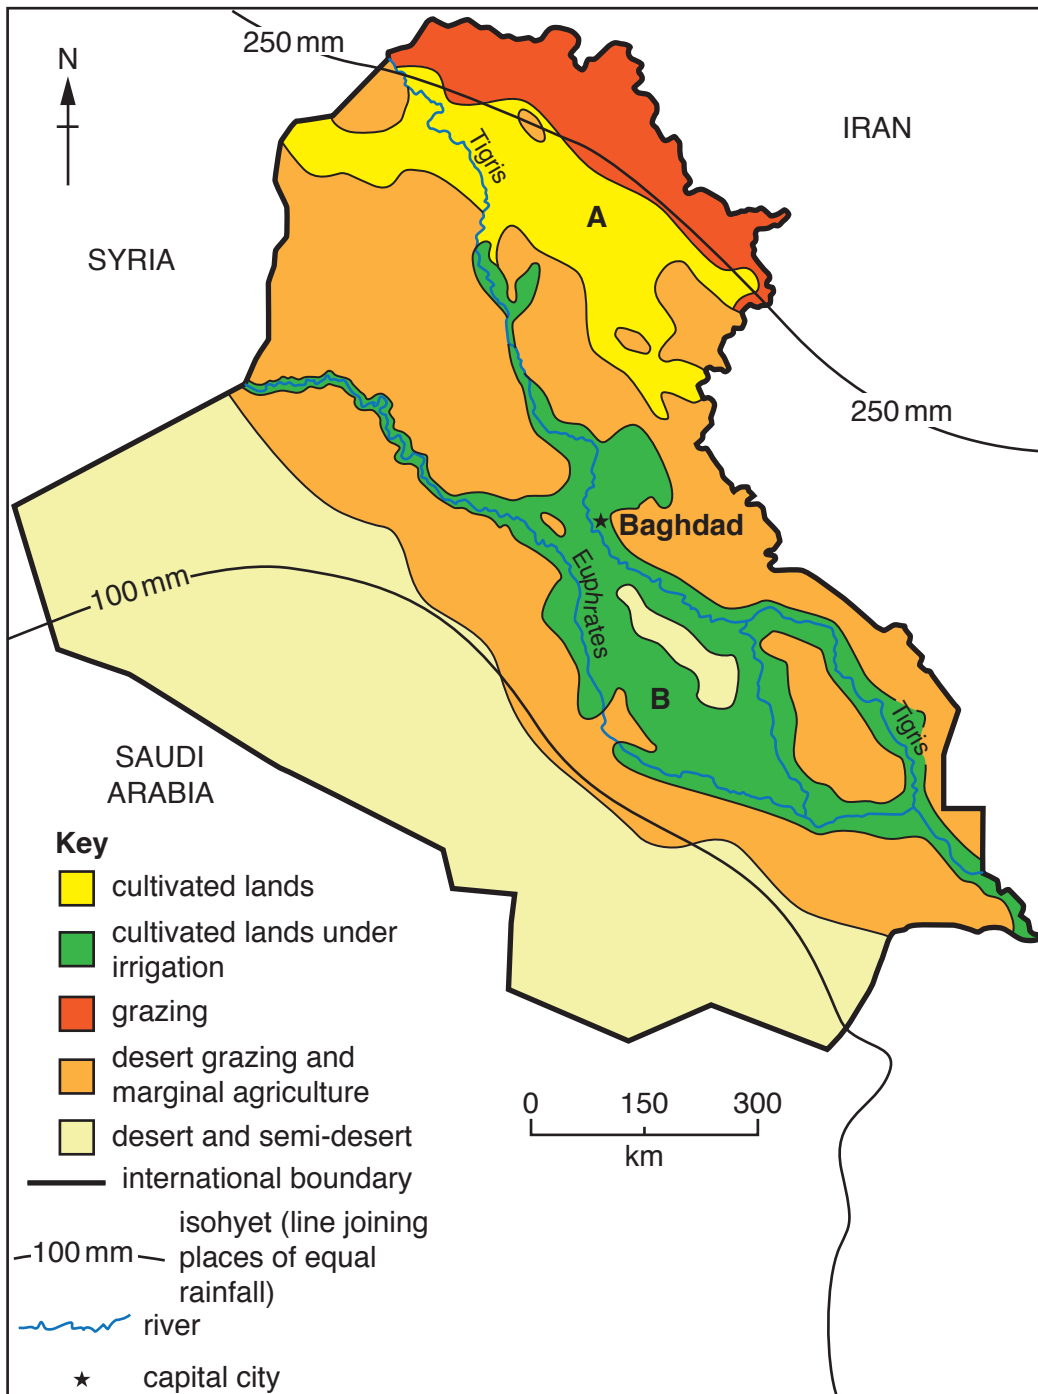 250 mm
N
IRAN
Tigris
A
SYRIA
250 mm
Baghdad
Euphrates
100 mm
B
Tigris
SAUDI
ARABIA
Key
cultivated lands
cultivated lands under
irrigation
grazing
desert grazing and
marginal agriculture
desert and semi-desert
international boundary
100 mm
isohyet (line joining
places of equal
rainfall)
river
capital city
0 150 300
km